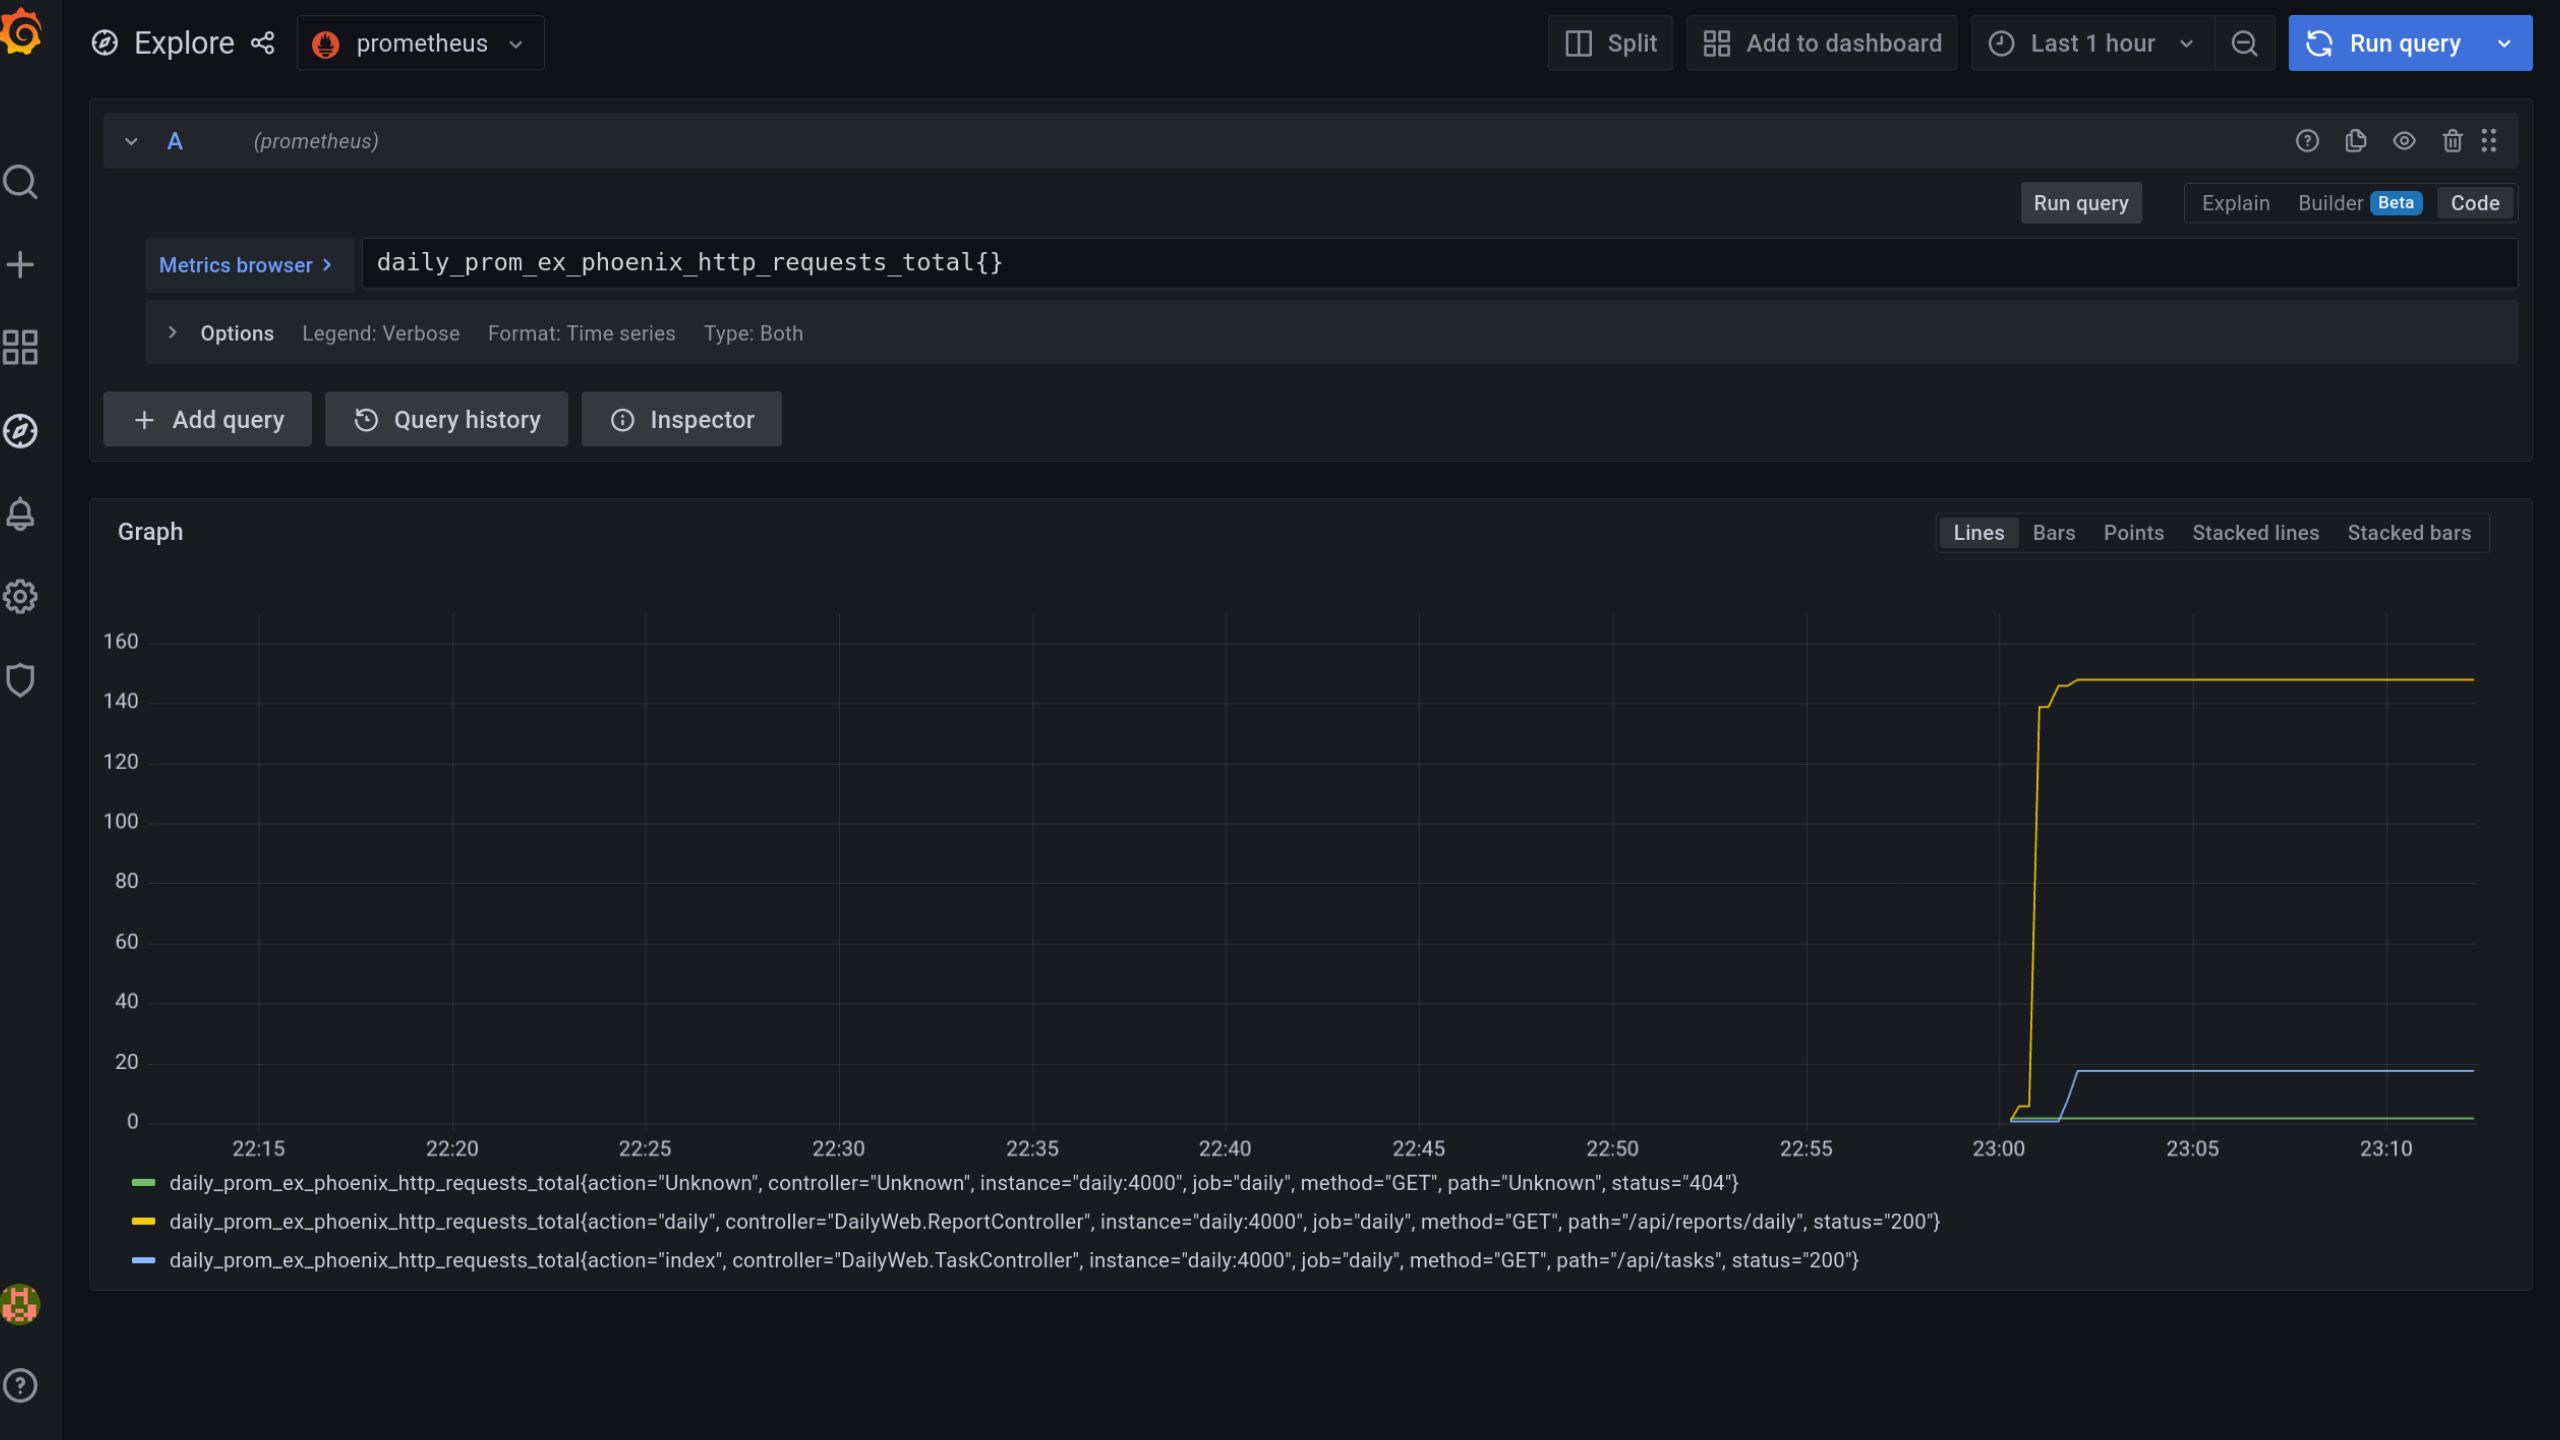 Explore prometheus Split Add to dashboard Last 1 hour Run query
A (prometheus)
Run query Explain Builder Beta Code
Metrics browser > daily_prom_ex_phoenix_http_requests_total{}
Options Legend: Verbose Format: Time series Type: Both
+ Add query Query history Inspector
Graph Lines Bars Points Stacked lines Stacked bars
160
140
120
100
80
60
40
20
0
22:15 22:20 22:25 22:30 22:35 22:40 22:45 22:50 22:55 23:00 23:05 23:10
daily_prom_ex_phoenix_http_requests_total{action="Unknown", controller="Unknown", instance="daily:4000", job="daily", method="GET", path="Unknown", status="404"}
daily_prom_ex_phoenix_http_requests_total{action="daily", controller="DailyWeb.ReportController", instance="daily:4000", job="daily", method="GET", path="/api/reports/daily", status="200"}
daily_prom_ex_phoenix_http_requests_total{action="index", controller="DailyWeb.TaskController", instance="daily:4000", job="daily", method="GET", path="/api/tasks", status="200"}